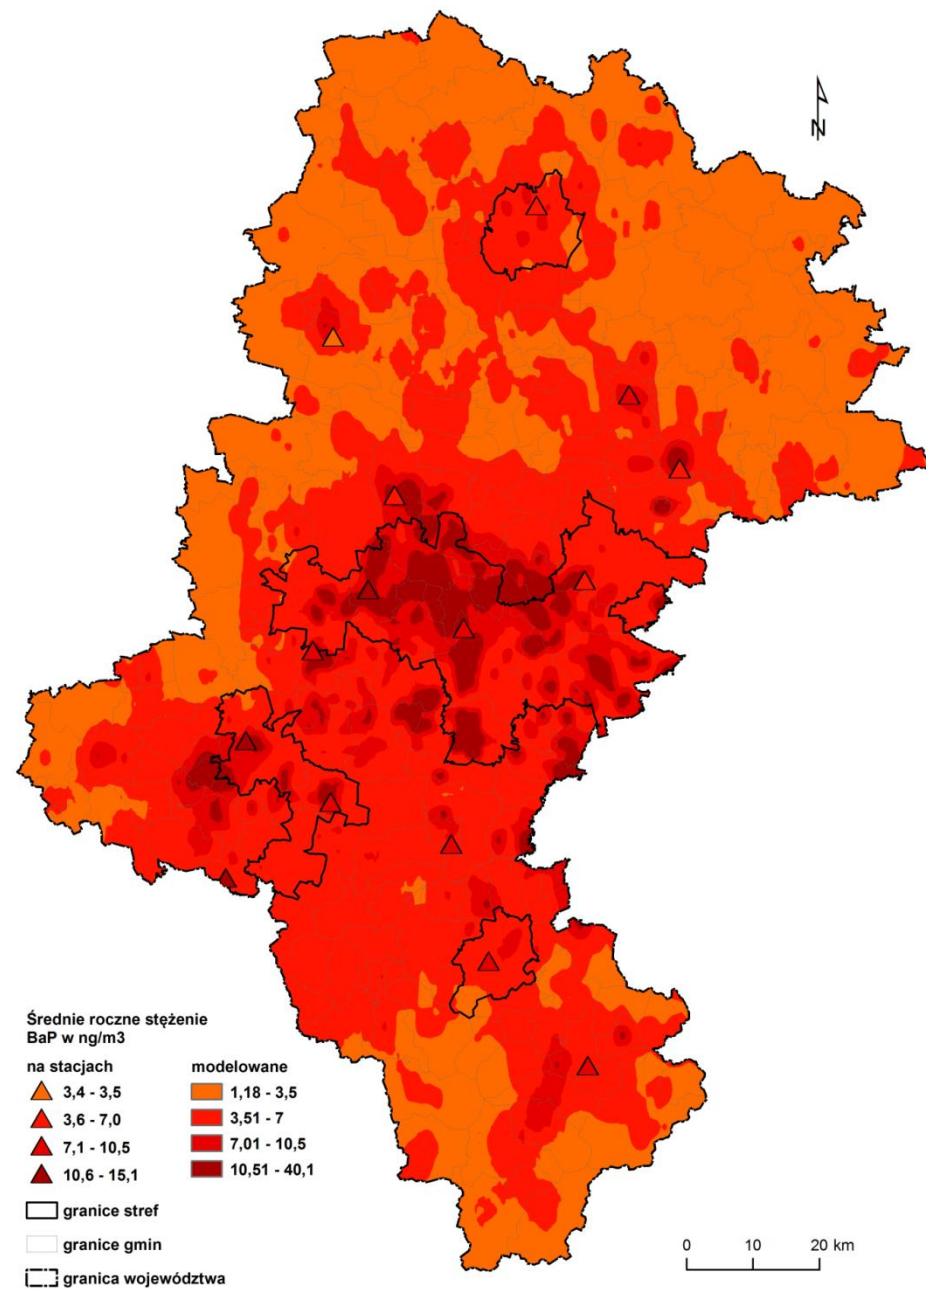 N
Średnie roczne stężenie
BaP w ng/m3
na stacjach
modelowane
3,4 - 3,5
1,18 - 3,5
3,6 - 7,0
3,51 - 7
7,1 - 10,5
7,01 - 10,5
10,6 - 15,1
10,51 - 40,1
granice stref
granice gmin
granica województwa
0 10 20 km